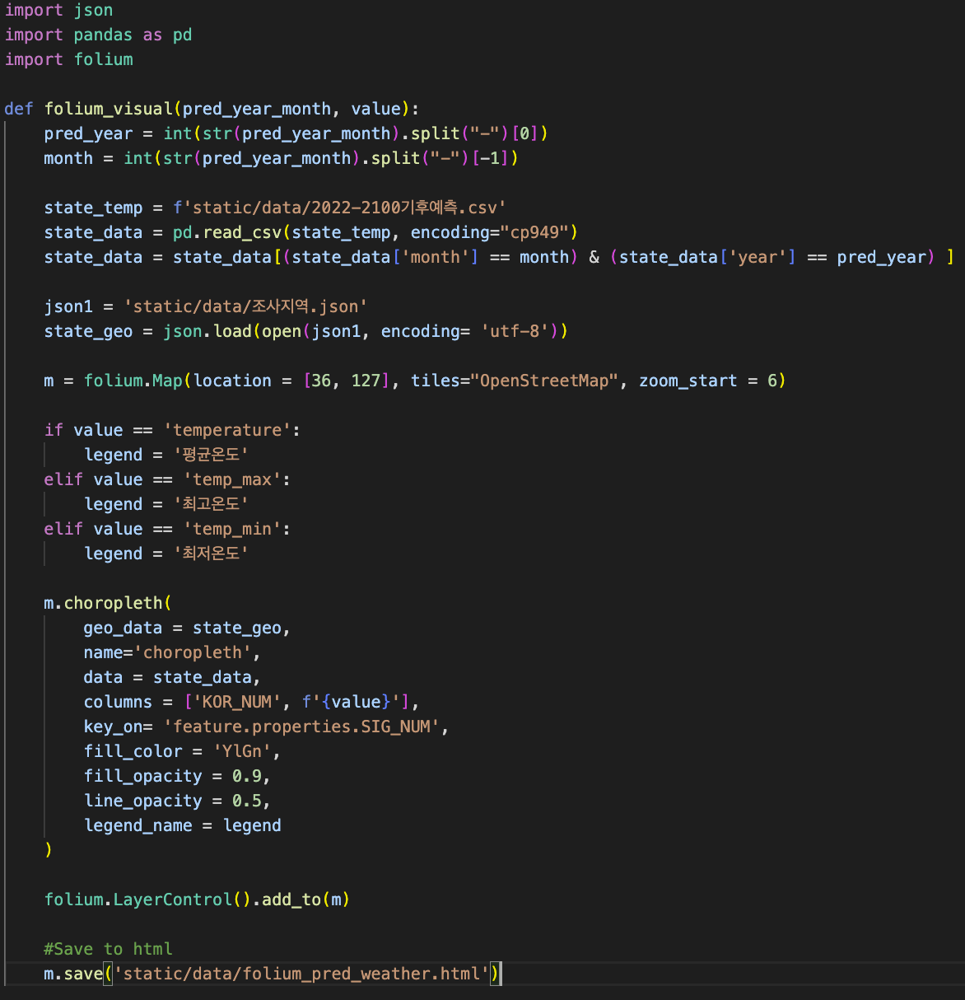 import json
import pandas as pd
import folium
def folium_visual(pred_year_month, value):
pred_year = int(str(pred_year_month).split("-")[0])
month = int(str(pred_year_month).split("-")[-1])
state_temp = f'static/data/2022-2100기후예측.csv'
state_data = pd.read_csv(state_temp, encoding="cp949")
state_data = state_data[(state_data['month'] == month) & (state_data['year'] == pred_year) ]
json1 = 'static/data/조사지역.json'
state_geo = json.load(open(json1, encoding= 'utf-8'))
m = folium.Map(location = [36, 127], tiles="OpenStreetMap", zoom_start = 6)
if value == 'temperature':
legend = '평균온도'
elif value == 'temp_max':
legend = '최고온도'
elif value == 'temp_min':
legend = '최저온도'
m.choropleth(
geo_data = state_geo,
name='choropleth',
data = state_data,
columns = ['KOR_NUM', f'{value}'],
key_on= 'feature.properties.SIG_NUM',
fill_color = 'YlGn',
fill_opacity = 0.9,
line_opacity = 0.5,
legend_name = legend
)
folium.LayerControl().add_to(m)
#Save to html
m.save('static/data/folium_pred_weather.html')